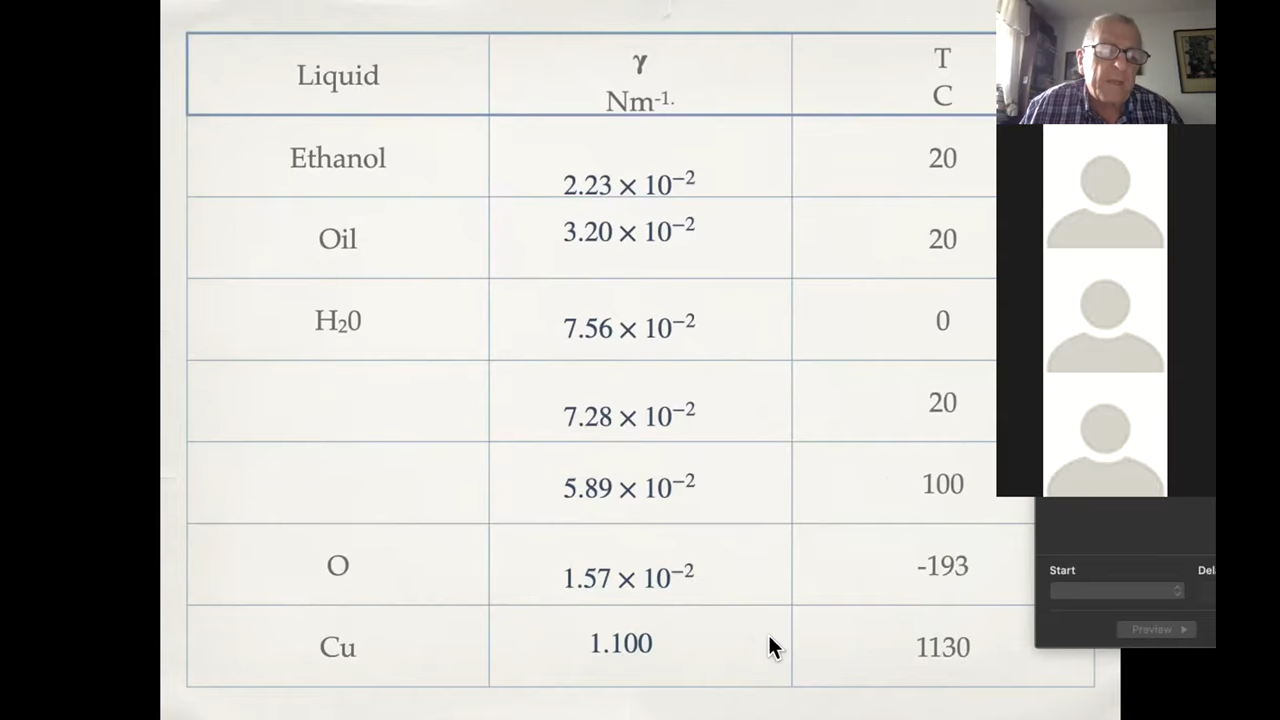 Liquid
γ
Nm⁻¹·
T
C
Ethanol
2.23 × 10⁻²
20
Oil
3.20 × 10⁻²
20
H₂0
7.56 × 10⁻²
0
7.28 × 10⁻²
20
5.89 × 10⁻²
100
O
1.57 × 10⁻²
-193
Cu
1.100
1130
Start
Preview